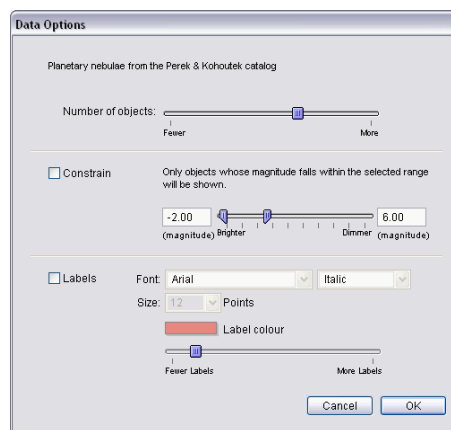 Data Options
Planetary nebulae from the Perek & Kohoutek catalog
Number of objects:
Fewer More
Constrain Only objects whose magnitude falls within the selected range
will be shown.
-2.00 6.00
(magnitude) Brighter Dimmer (magnitude)
Labels Font: Arial Italic
Size: 12 Points
Label colour
Fewer Labels More Labels
Cancel OK